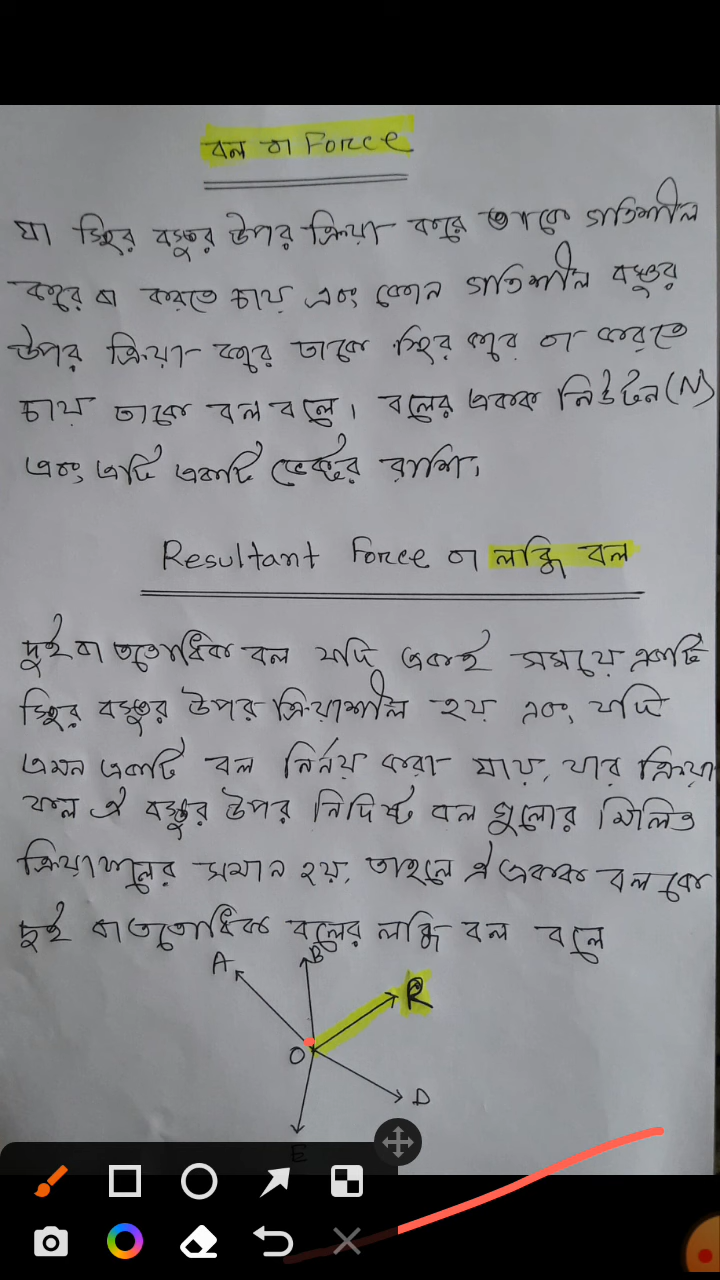 বল বা Force
যা স্থির বস্তুর উপর ক্রিয়া করে তাকে গতিশীল
করে বা করতে চায় এবং কোন গতিশীল বস্তুর
উপর ক্রিয়া করে তাকে স্থির করে বা করতে
চায় তাকে বল বলে। বলের একক নিউটন (N)
এবং এটি একটি ভেক্টর রাশি।
Resultant Force বা লব্ধি বল
দুই বা ততোধিক বল যদি একই সময়ে একটি
স্থির বস্তুর উপর ক্রিয়াশীল হয় এবং যদি
এমন একটি বল নির্নয় করা যায়, যার ক্রিয়া
ফল ঐ বস্তুর উপর নির্দিষ্ট বল গুলোর মিলিত
ক্রিয়াফলের সমান হয়, তাহলে ঐ একক বলকে
দুই বা ততোধিক বলের লব্ধি বল বলে
A B R
O
D
E